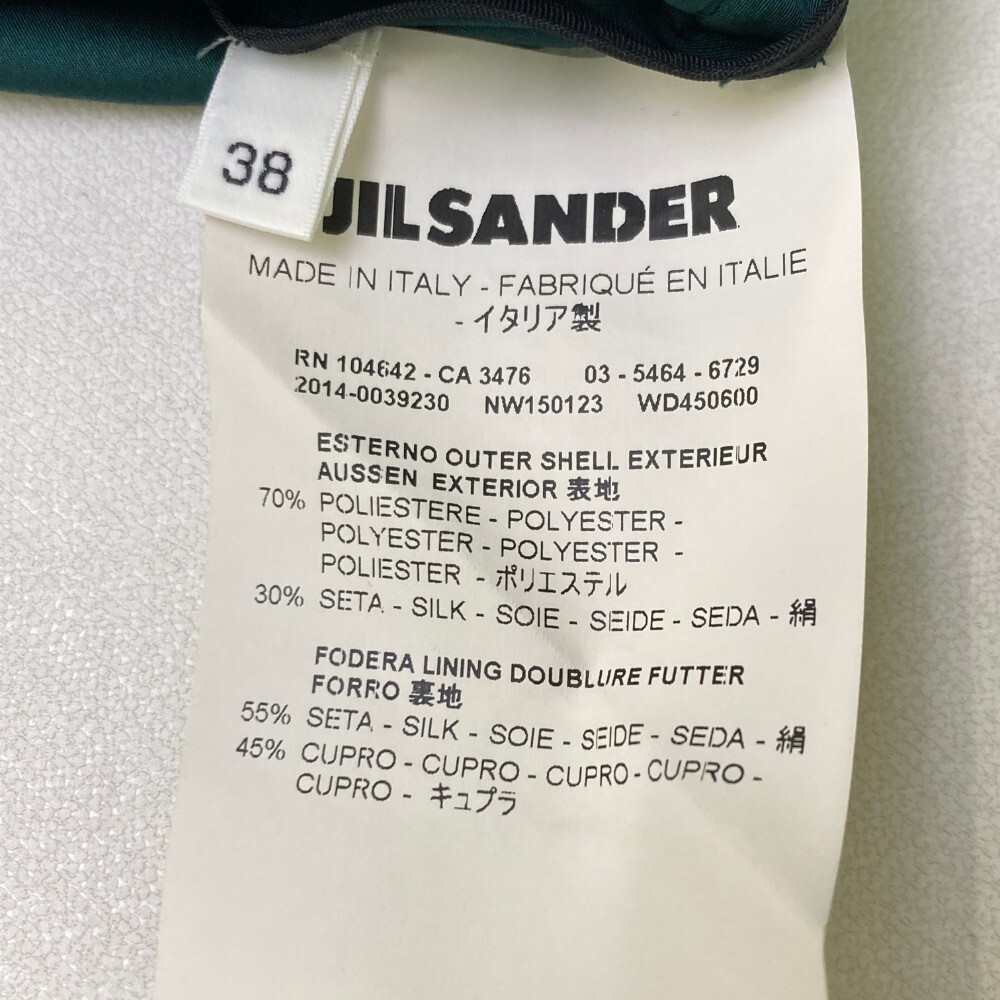 38
JIL SANDER
MADE IN ITALY - FABRIQUÉ EN ITALIE
- イタリア製
RN 104642 - CA 3476 03 - 5464 - 6729
2014-0039230 NW150123 WD450600
ESTERNO OUTER SHELL EXTERIEUR
AUSSEN EXTERIOR 表地
70% POLIESTERE - POLYESTER -
POLYESTER - POLYESTER -
POLIESTER - ポリエステル
30% SETA - SILK - SOIE - SEIDE - SEDA - 絹
FODERA LINING DOUBLURE FUTTER
FORRO 裏地
55% SETA - SILK - SOIE - SEIDE - SEDA - 絹
45% CUPRO - CUPRO - CUPRO - CUPRO -
CUPRO - キュプラ